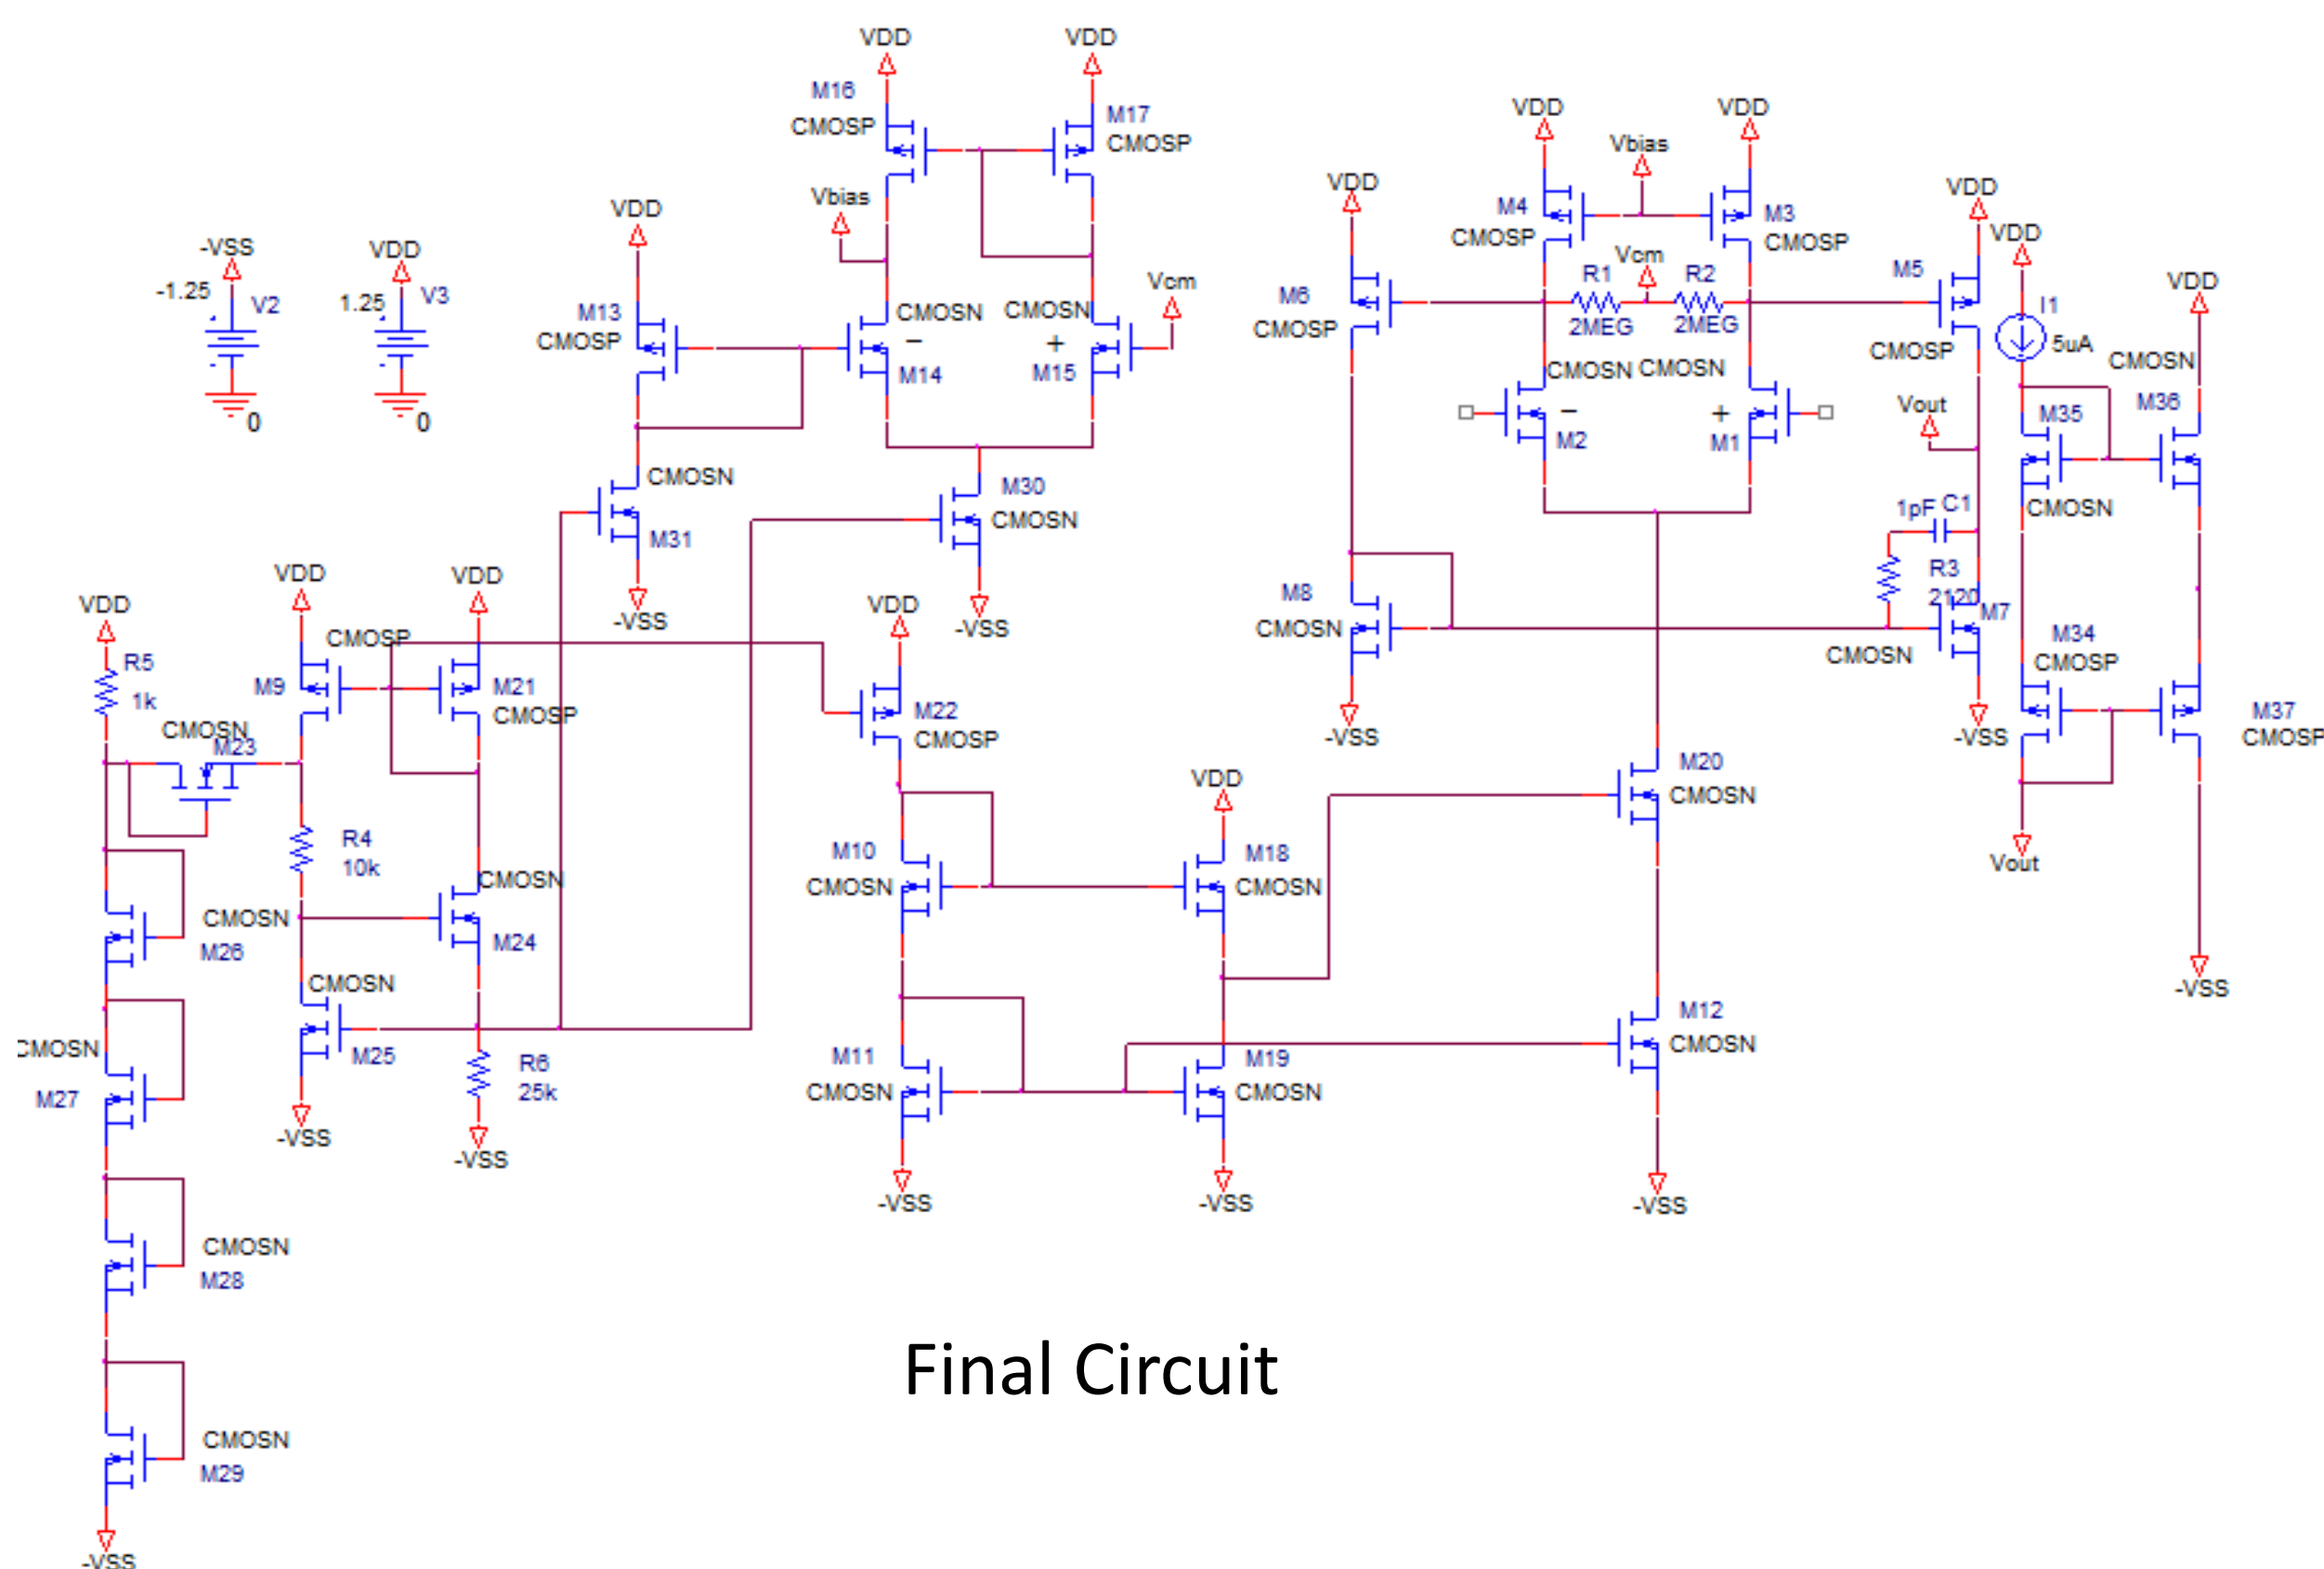 VDD
VDD
M16
CMOSP
M17
CMOSP
Vbias
VDD
M13
CMOSP
CMOSN
−
M14
CMOSN
+
M15
Vcm
CMOSN
M31
-VSS
M30
CMOSN
-VSS
-VSS
-1.25
V2
0
VDD
1.25
V3
0
VDD
VDD
Vbias
M4
CMOSP
M3
CMOSP
Vcm
R1
2MEG
R2
2MEG
VDD
M6
CMOSP
CMOSN
−
M2
CMOSN
+
M1
VDD
M5
CMOSP
VDD
I1
5uA
VDD
CMOSN
M36
M35
CMOSN
Vout
1pF
C1
R3
2120
M7
CMOSN
-VSS
M8
CMOSN
-VSS
M34
CMOSP
M37
CMOSP
Vout
-VSS
VDD
R5
1k
CMOSN
M23
VDD
CMOSP
M9
VDD
M21
CMOSP
R4
10k
CMOSN
M24
CMOSN
M25
-VSS
R6
25k
-VSS
CMOSN
M26
CMOSN
M27
CMOSN
M28
CMOSN
M29
-VSS
VDD
M22
CMOSP
M10
CMOSN
VDD
M18
CMOSN
M11
CMOSN
-VSS
M19
CMOSN
-VSS
M20
CMOSN
M12
CMOSN
-VSS
Final Circuit